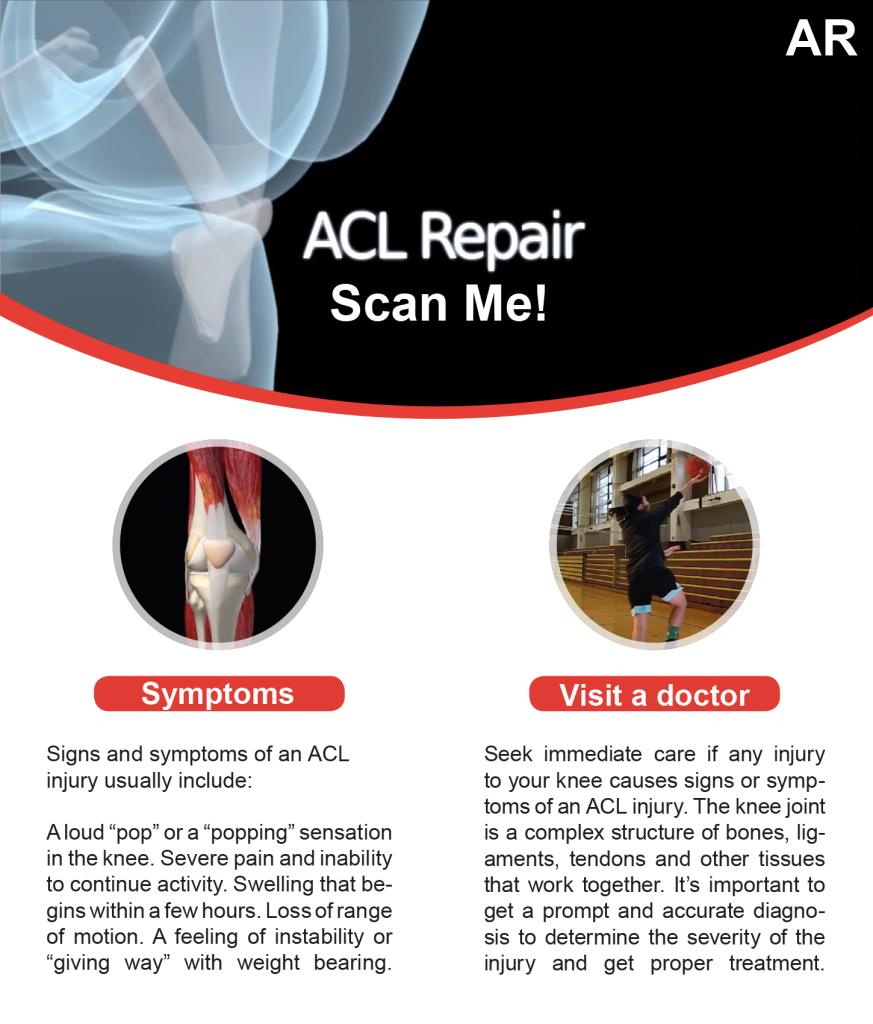 AR
ACL Repair
Scan Me!
Symptoms
Signs and symptoms of an ACL
injury usually include:
A loud “pop” or a “popping” sensation
in the knee. Severe pain and inability
to continue activity. Swelling that be-
gins within a few hours. Loss of range
of motion. A feeling of instability or
“giving way” with weight bearing.
Visit a doctor
Seek immediate care if any injury
to your knee causes signs or symp-
toms of an ACL injury. The knee joint
is a complex structure of bones, lig-
aments, tendons and other tissues
that work together. It’s important to
get a prompt and accurate diagno-
sis to determine the severity of the
injury and get proper treatment.